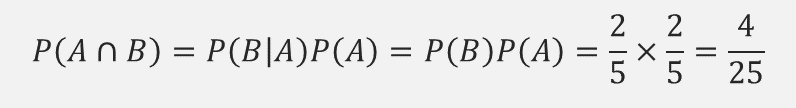 P(A ∩ B) = P(B|A)P(A) = P(B)P(A) = 2/5 × 2/5 = 4/25